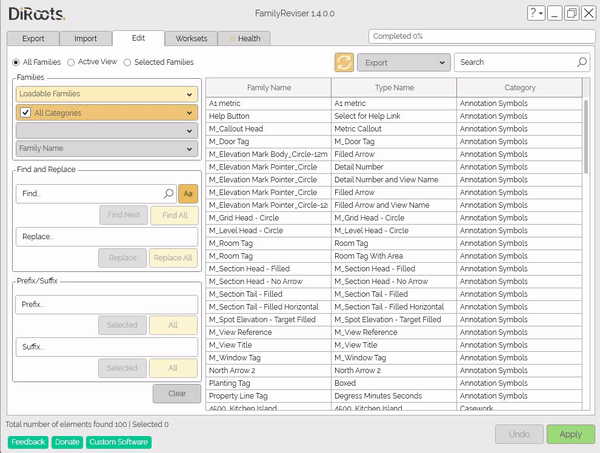 DiRoots.
FamilyReviser 1.4.0.0
?
Export Import Edit Worksets Health
Completed 0%
All Families Active View Selected Families
Export
Search
Families
Loadable Families
All Categories
Family Name
Find and Replace
Find...
Aa
Find Next Find All
Replace...
Replace Replace All
Prefix/Suffix
Prefix...
Selected All
Suffix...
Selected All
Clear
Family Name Type Name Category
A1 metric A1 metric Annotation Symbols
Help Button Select for Help Link Annotation Symbols
M_Callout Head Metric Callout Annotation Symbols
M_Door Tag M_Door Tag Annotation Symbols
M_Elevation Mark Body_Circle-12m Filled Arrow Annotation Symbols
M_Elevation Mark Pointer_Circle Detail Number Annotation Symbols
M_Elevation Mark Pointer_Circle Detail Number and View Name Annotation Symbols
M_Elevation Mark Pointer_Circle Filled Arrow Annotation Symbols
M_Elevation Mark Pointer_Circle-12 Filled Arrow and View Name Annotation Symbols
M_Grid Head - Circle M_Grid Head - Circle Annotation Symbols
M_Level Head - Circle M_Level Head - Circle Annotation Symbols
M_Room Tag Room Tag Annotation Symbols
M_Room Tag Room Tag With Area Annotation Symbols
M_Section Head - Filled M_Section Head - Filled Annotation Symbols
M_Section Head - No Arrow M_Section Head - No Arrow Annotation Symbols
M_Section Tail - Filled M_Section Tail - Filled Annotation Symbols
M_Section Tail - Filled Horizontal M_Section Tail - Filled Horizontal Annotation Symbols
M_Spot Elevation - Target Filled M_Spot Elevation - Target Filled Annotation Symbols
M_View Reference M_View Reference Annotation Symbols
M_View Title M_View Title Annotation Symbols
M_Window Tag M_Window Tag Annotation Symbols
North Arrow 2 North Arrow 2 Annotation Symbols
Planting Tag Boxed Annotation Symbols
Property Line Tag Degress Minutes Seconds Annotation Symbols
4500_Kitchen Island 4500_Kitchen Island Casework
Total number of elements found 100 | Selected 0
Feedback Donate Custom Software
Undo Apply